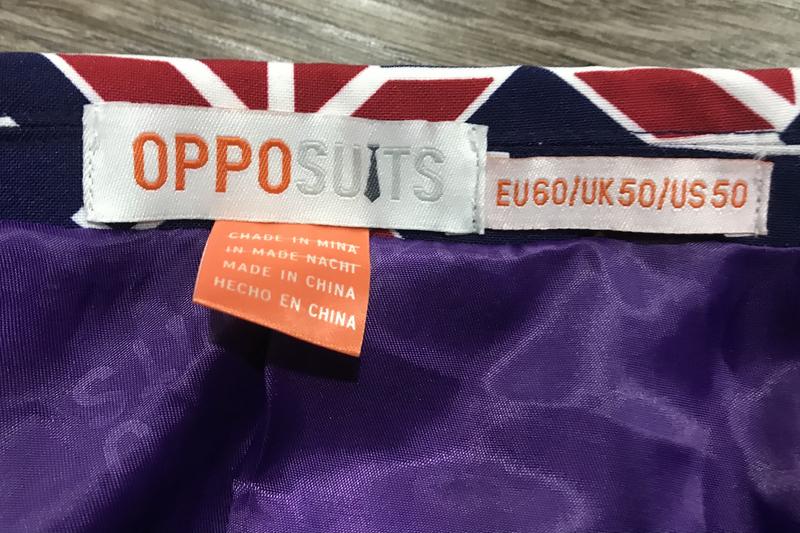 OPPOSUITS
EU60/UK50/US50
CHADE IN MINA
IN MADE NACHI
MADE IN CHINA
HECHO EN CHINA